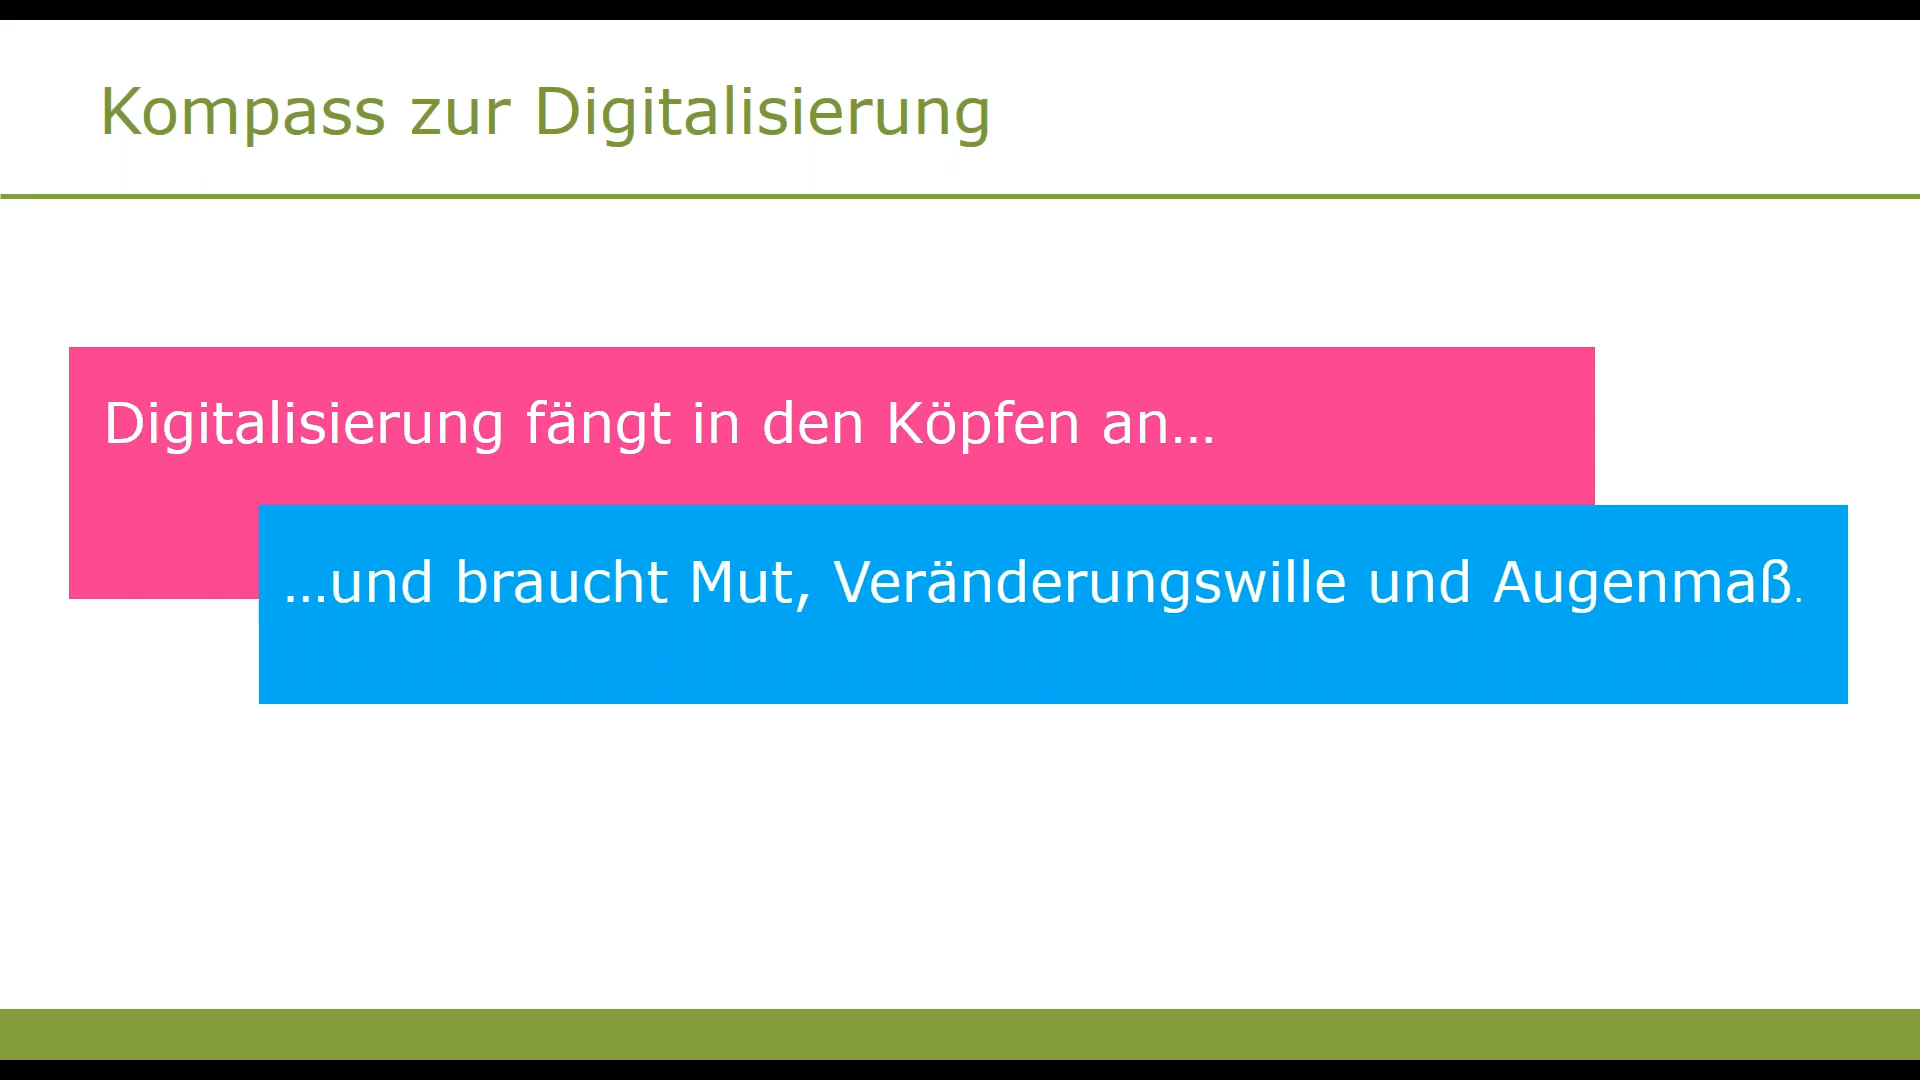 Kompass zur Digitalisierung
Digitalisierung fängt in den Köpfen an…
…und braucht Mut, Veränderungswille und Augenmaß.